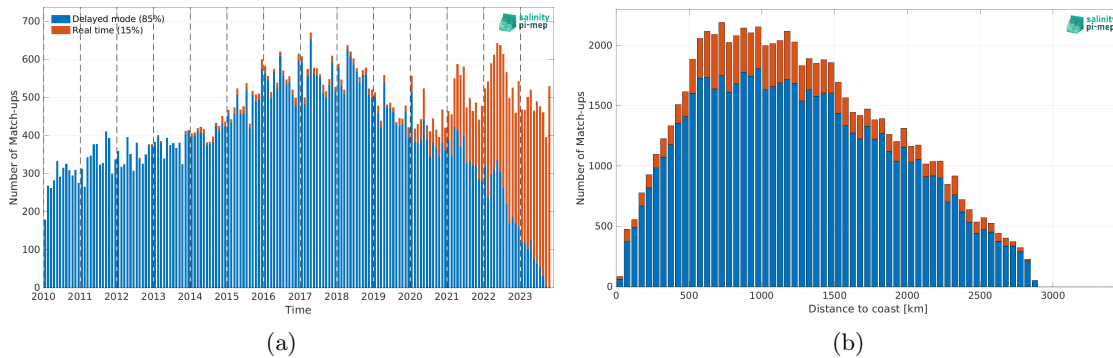 Delayed mode (85%)
Real time (15%)
salinity
pi-mep
Number of Match-ups
700
600
500
400
300
200
100
0
2010 2011 2012 2013 2014 2015 2016 2017 2018 2019 2020 2021 2022 2023
Time
(a)
salinity
pi-mep
Number of Match-ups
2000
1500
1000
500
0
0 500 1000 1500 2000 2500 3000
Distance to coast [km]
(b)